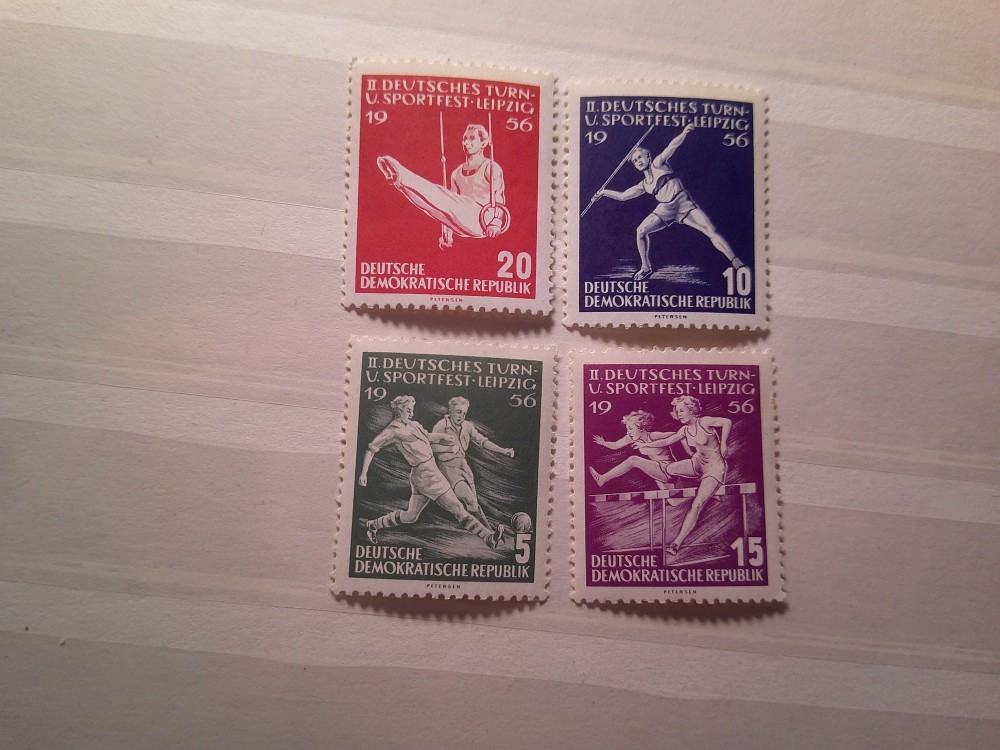 II. DEUTSCHES TURN-
U. SPORTFEST · LEIPZIG
19 56
20
DEUTSCHE
DEMOKRATISCHE REPUBLIK
PETERSEN
II. DEUTSCHES TURN-
U. SPORTFEST · LEIPZIG
19 56
10
DEUTSCHE
DEMOKRATISCHE REPUBLIK
PETERSEN
II. DEUTSCHES TURN-
U. SPORTFEST · LEIPZIG
19 56
5
DEUTSCHE
DEMOKRATISCHE REPUBLIK
PETERSEN
II. DEUTSCHES TURN-
U. SPORTFEST · LEIPZIG
19 56
15
DEUTSCHE
DEMOKRATISCHE REPUBLIK
PETERSEN